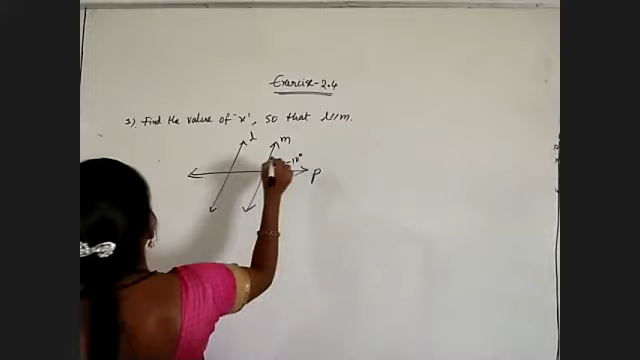 Exercise-2.4
3) Find the value of 'x', so that l//m.
l
m
-10°
p